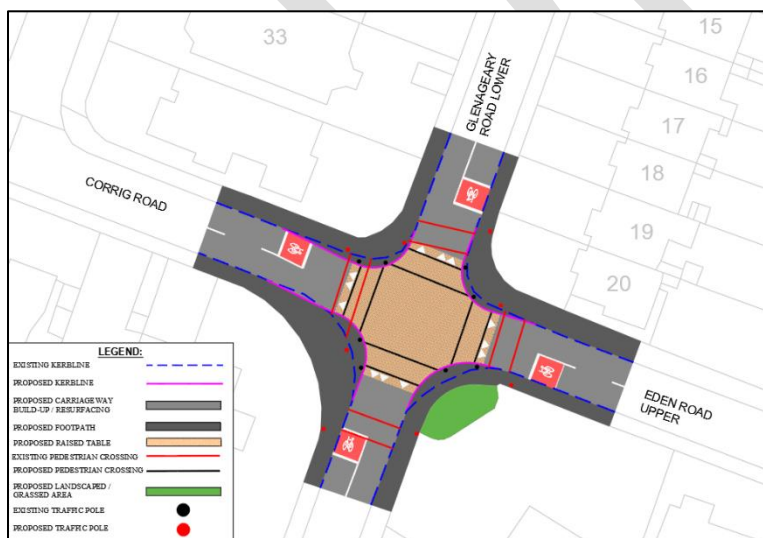 33
15
16
17
18
19
20
GLENAGEARY
ROAD LOWER
CORRIG ROAD
EDEN ROAD
UPPER
LEGEND:
EXISTING KERBLINE
PROPOSED KERBLINE
PROPOSED CARRIAGEWAY
BUILD-UP / RESURFACING
PROPOSED FOOTPATH
PROPOSED RAISED TABLE
EXISTING PEDESTRIAN CROSSING
PROPOSED PEDESTRIAN CROSSING
PROPOSED LANDSCAPED /
GRASSED AREA
EXISTING TRAFFIC POLE
PROPOSED TRAFFIC POLE